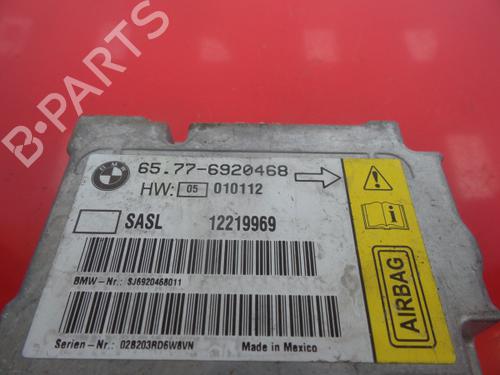 B-PARTS
BMW
65.77-6920468
HW: 05 010112
SASL 12219969
BMW-Nr.: SJ6920468011
Serien-Nr.: 028203RD6W8VN Made in Mexico
AIRBAG